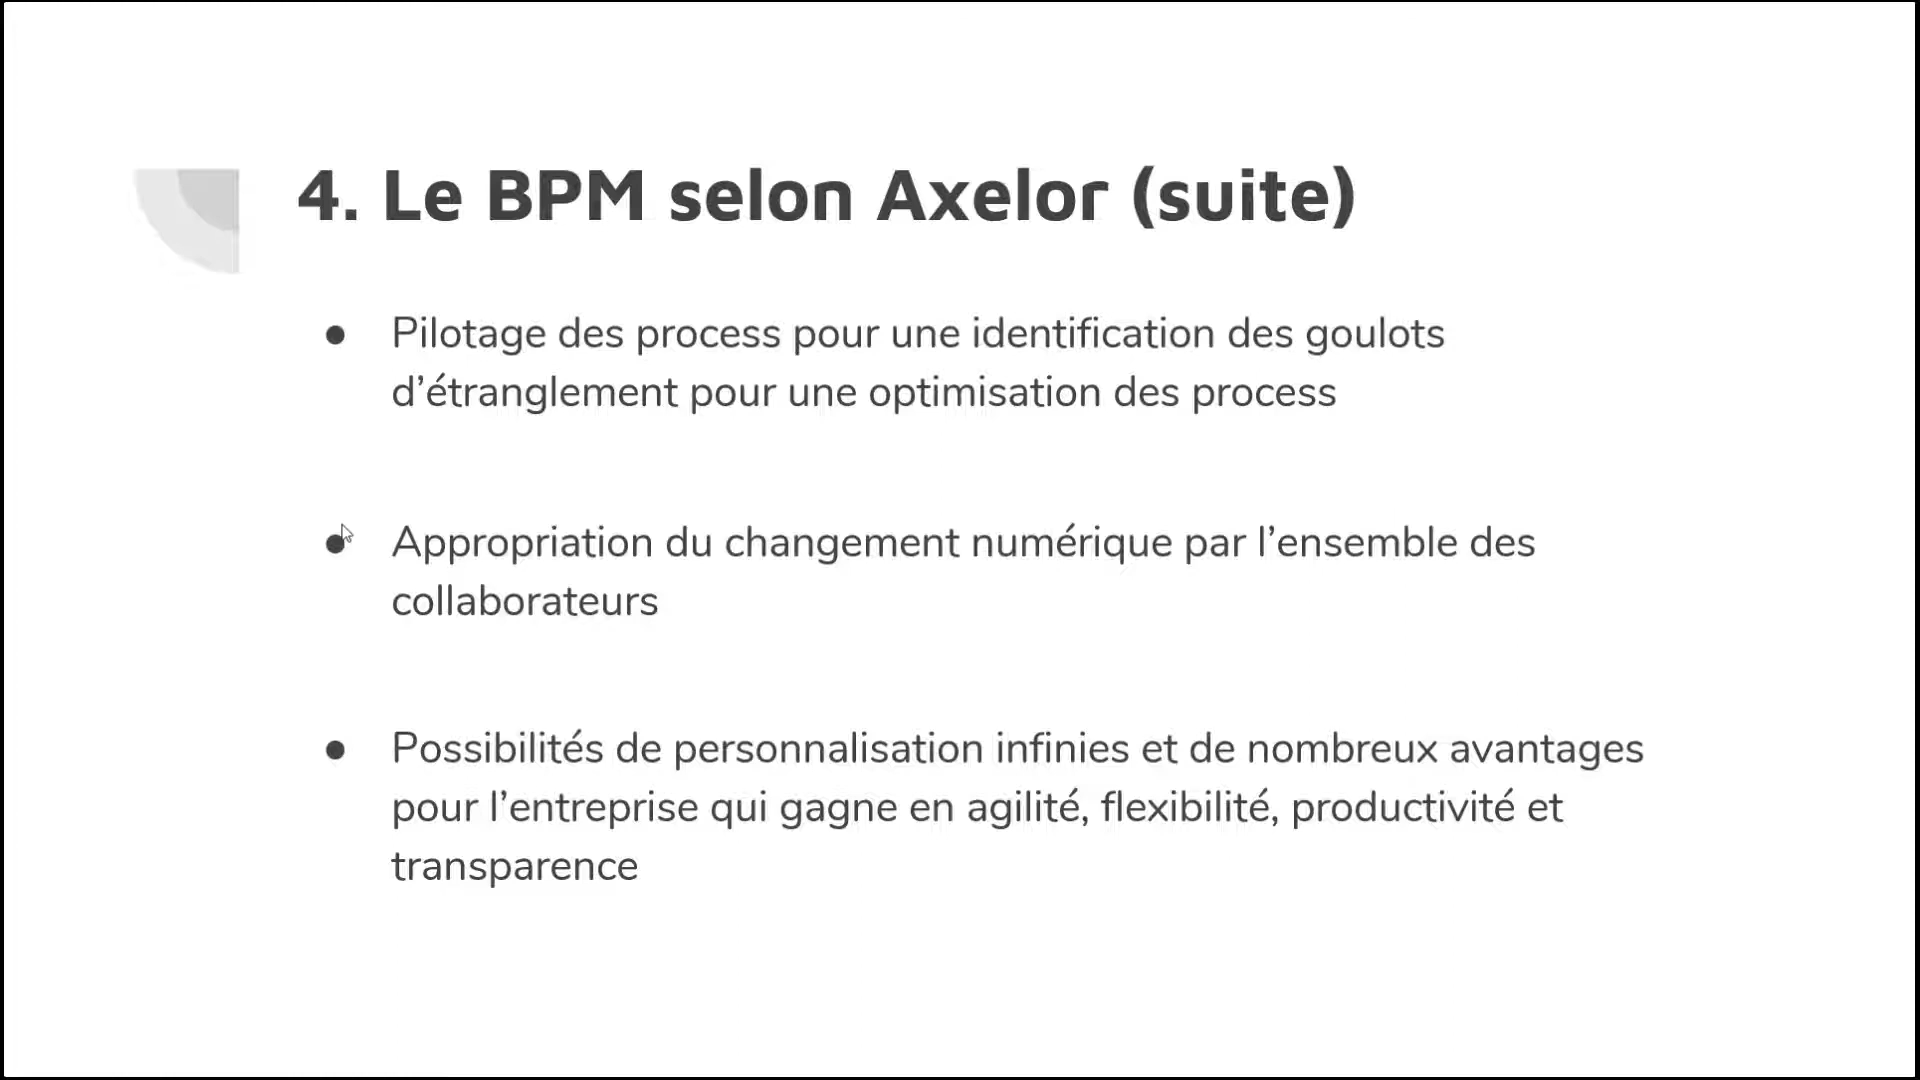 4. Le BPM selon Axelor (suite)
● Pilotage des process pour une identification des goulots
d’étranglement pour une optimisation des process
● Appropriation du changement numérique par l’ensemble des
collaborateurs
● Possibilités de personnalisation infinies et de nombreux avantages
pour l’entreprise qui gagne en agilité, flexibilité, productivité et
transparence